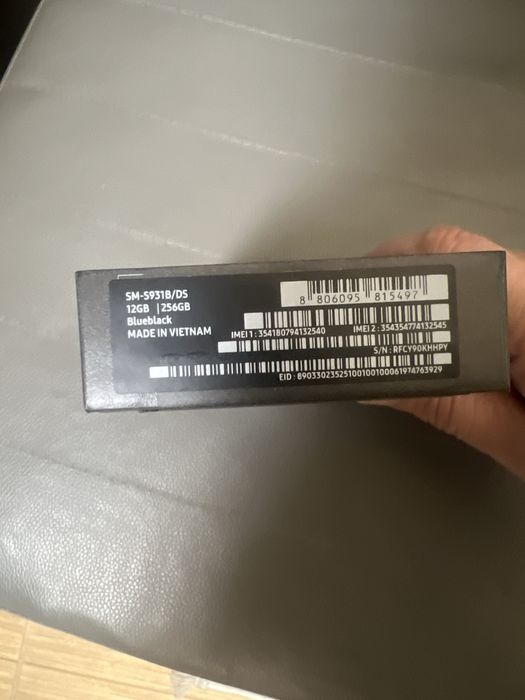 SM-S931B/DS
12GB | 256GB
Blueblack
MADE IN VIETNAM
8 806095 815497
IMEI 1 : 354180794132540 IMEI 2 : 354354774132545
S/N : RFCY90KHHPY
EID : 89033023525100100100061974763929